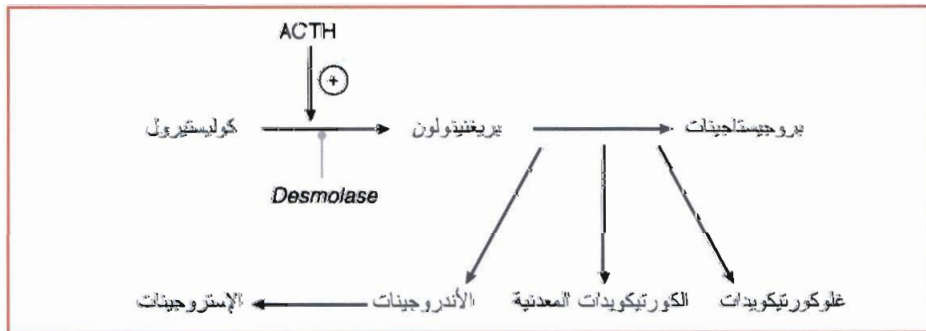 ACTH
+
كوليستيرول بريغنينولون بروجيستاجينات
Desmolase
الإستروجينات الأندروجينات الكورتيكويدات المعدنية غلوكورتيكويدات